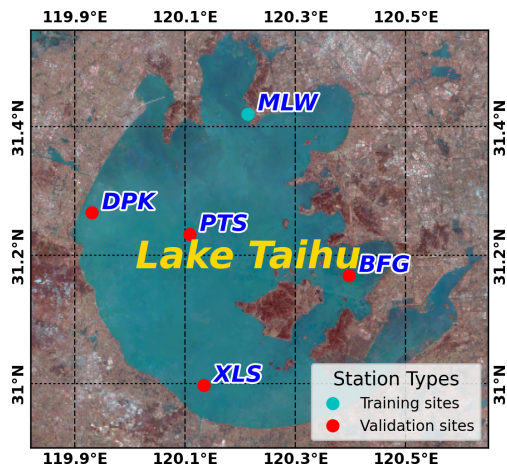 119.9°E 120.1°E 120.3°E 120.5°E
31.4°N 31.4°N
MLW
DPK
PTS
31.2°N 31.2°N
Lake Taihu
BFG
XLS
31°N 31°N
Station Types
Training sites
Validation sites
119.9°E 120.1°E 120.3°E 120.5°E